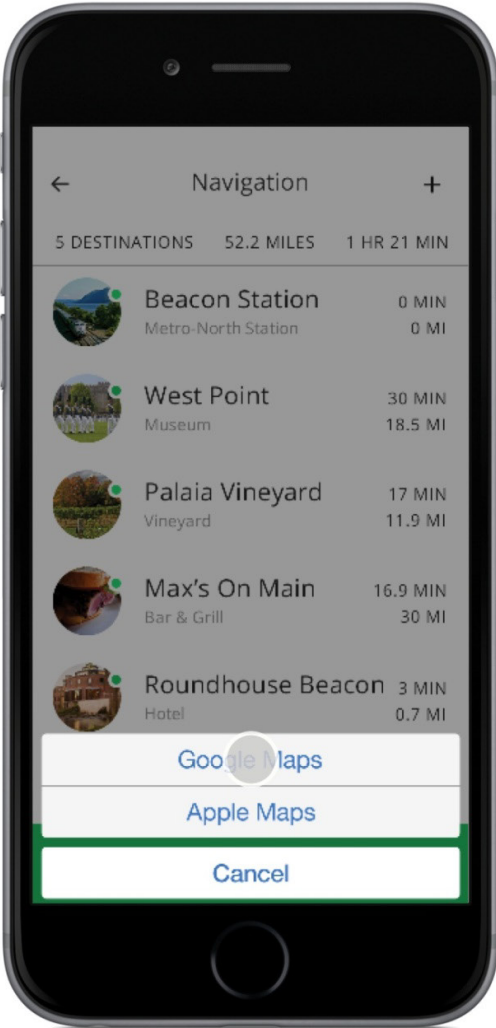 ← Navigation +
5 DESTINATIONS 52.2 MILES 1 HR 21 MIN
Beacon Station 0 MIN
Metro-North Station 0 MI
West Point 30 MIN
Museum 18.5 MI
Palaia Vineyard 17 MIN
Vineyard 11.9 MI
Max's On Main 16.9 MIN
Bar & Grill 30 MI
Roundhouse Beacon 3 MIN
Hotel 0.7 MI
Google Maps
Apple Maps
Cancel